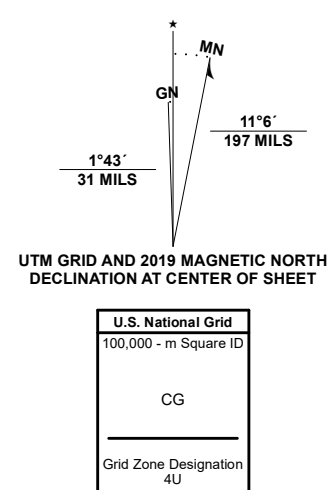 ★
MN
GN
11°6´
197 MILS
1°43´
31 MILS
UTM GRID AND 2019 MAGNETIC NORTH
DECLINATION AT CENTER OF SHEET
U.S. National Grid
100,000 - m Square ID
CG
Grid Zone Designation
4U